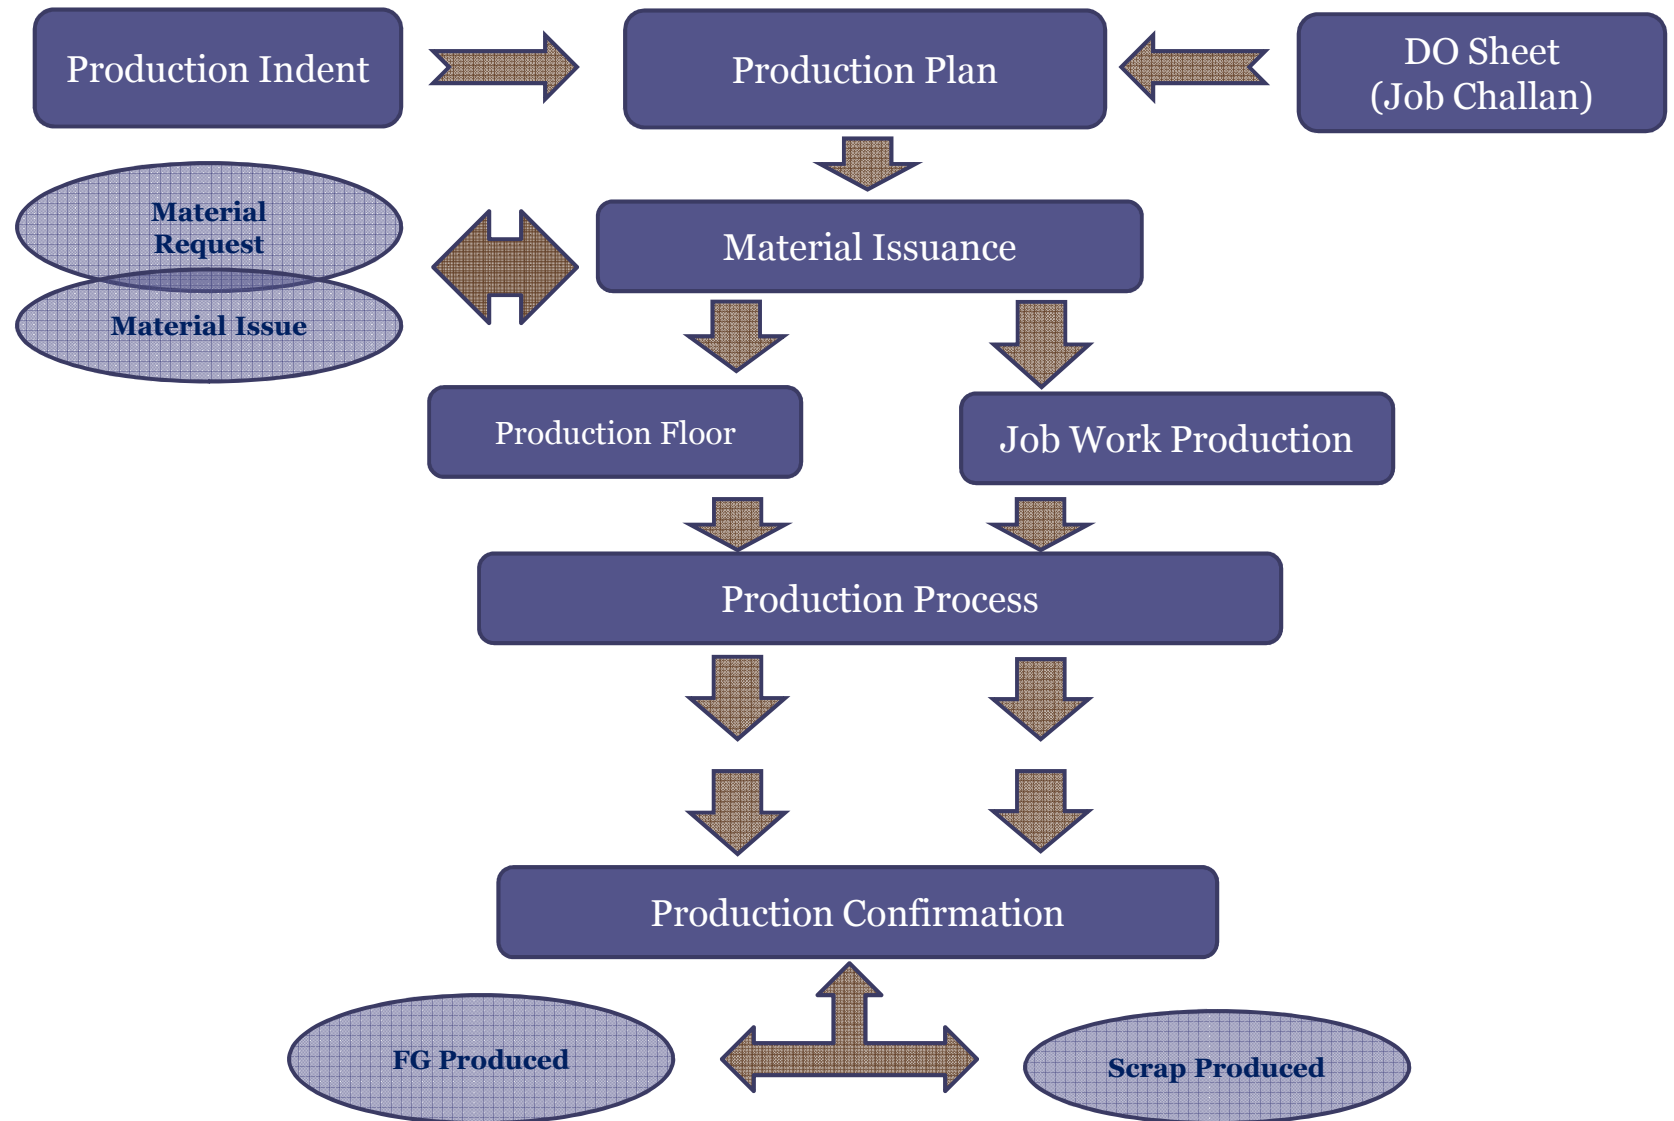 Production Indent
Production Plan
DO Sheet
(Job Challan)
Material
Request
Material Issuance
Material Issue
Production Floor
Job Work Production
Production Process
Production Confirmation
FG Produced
Scrap Produced